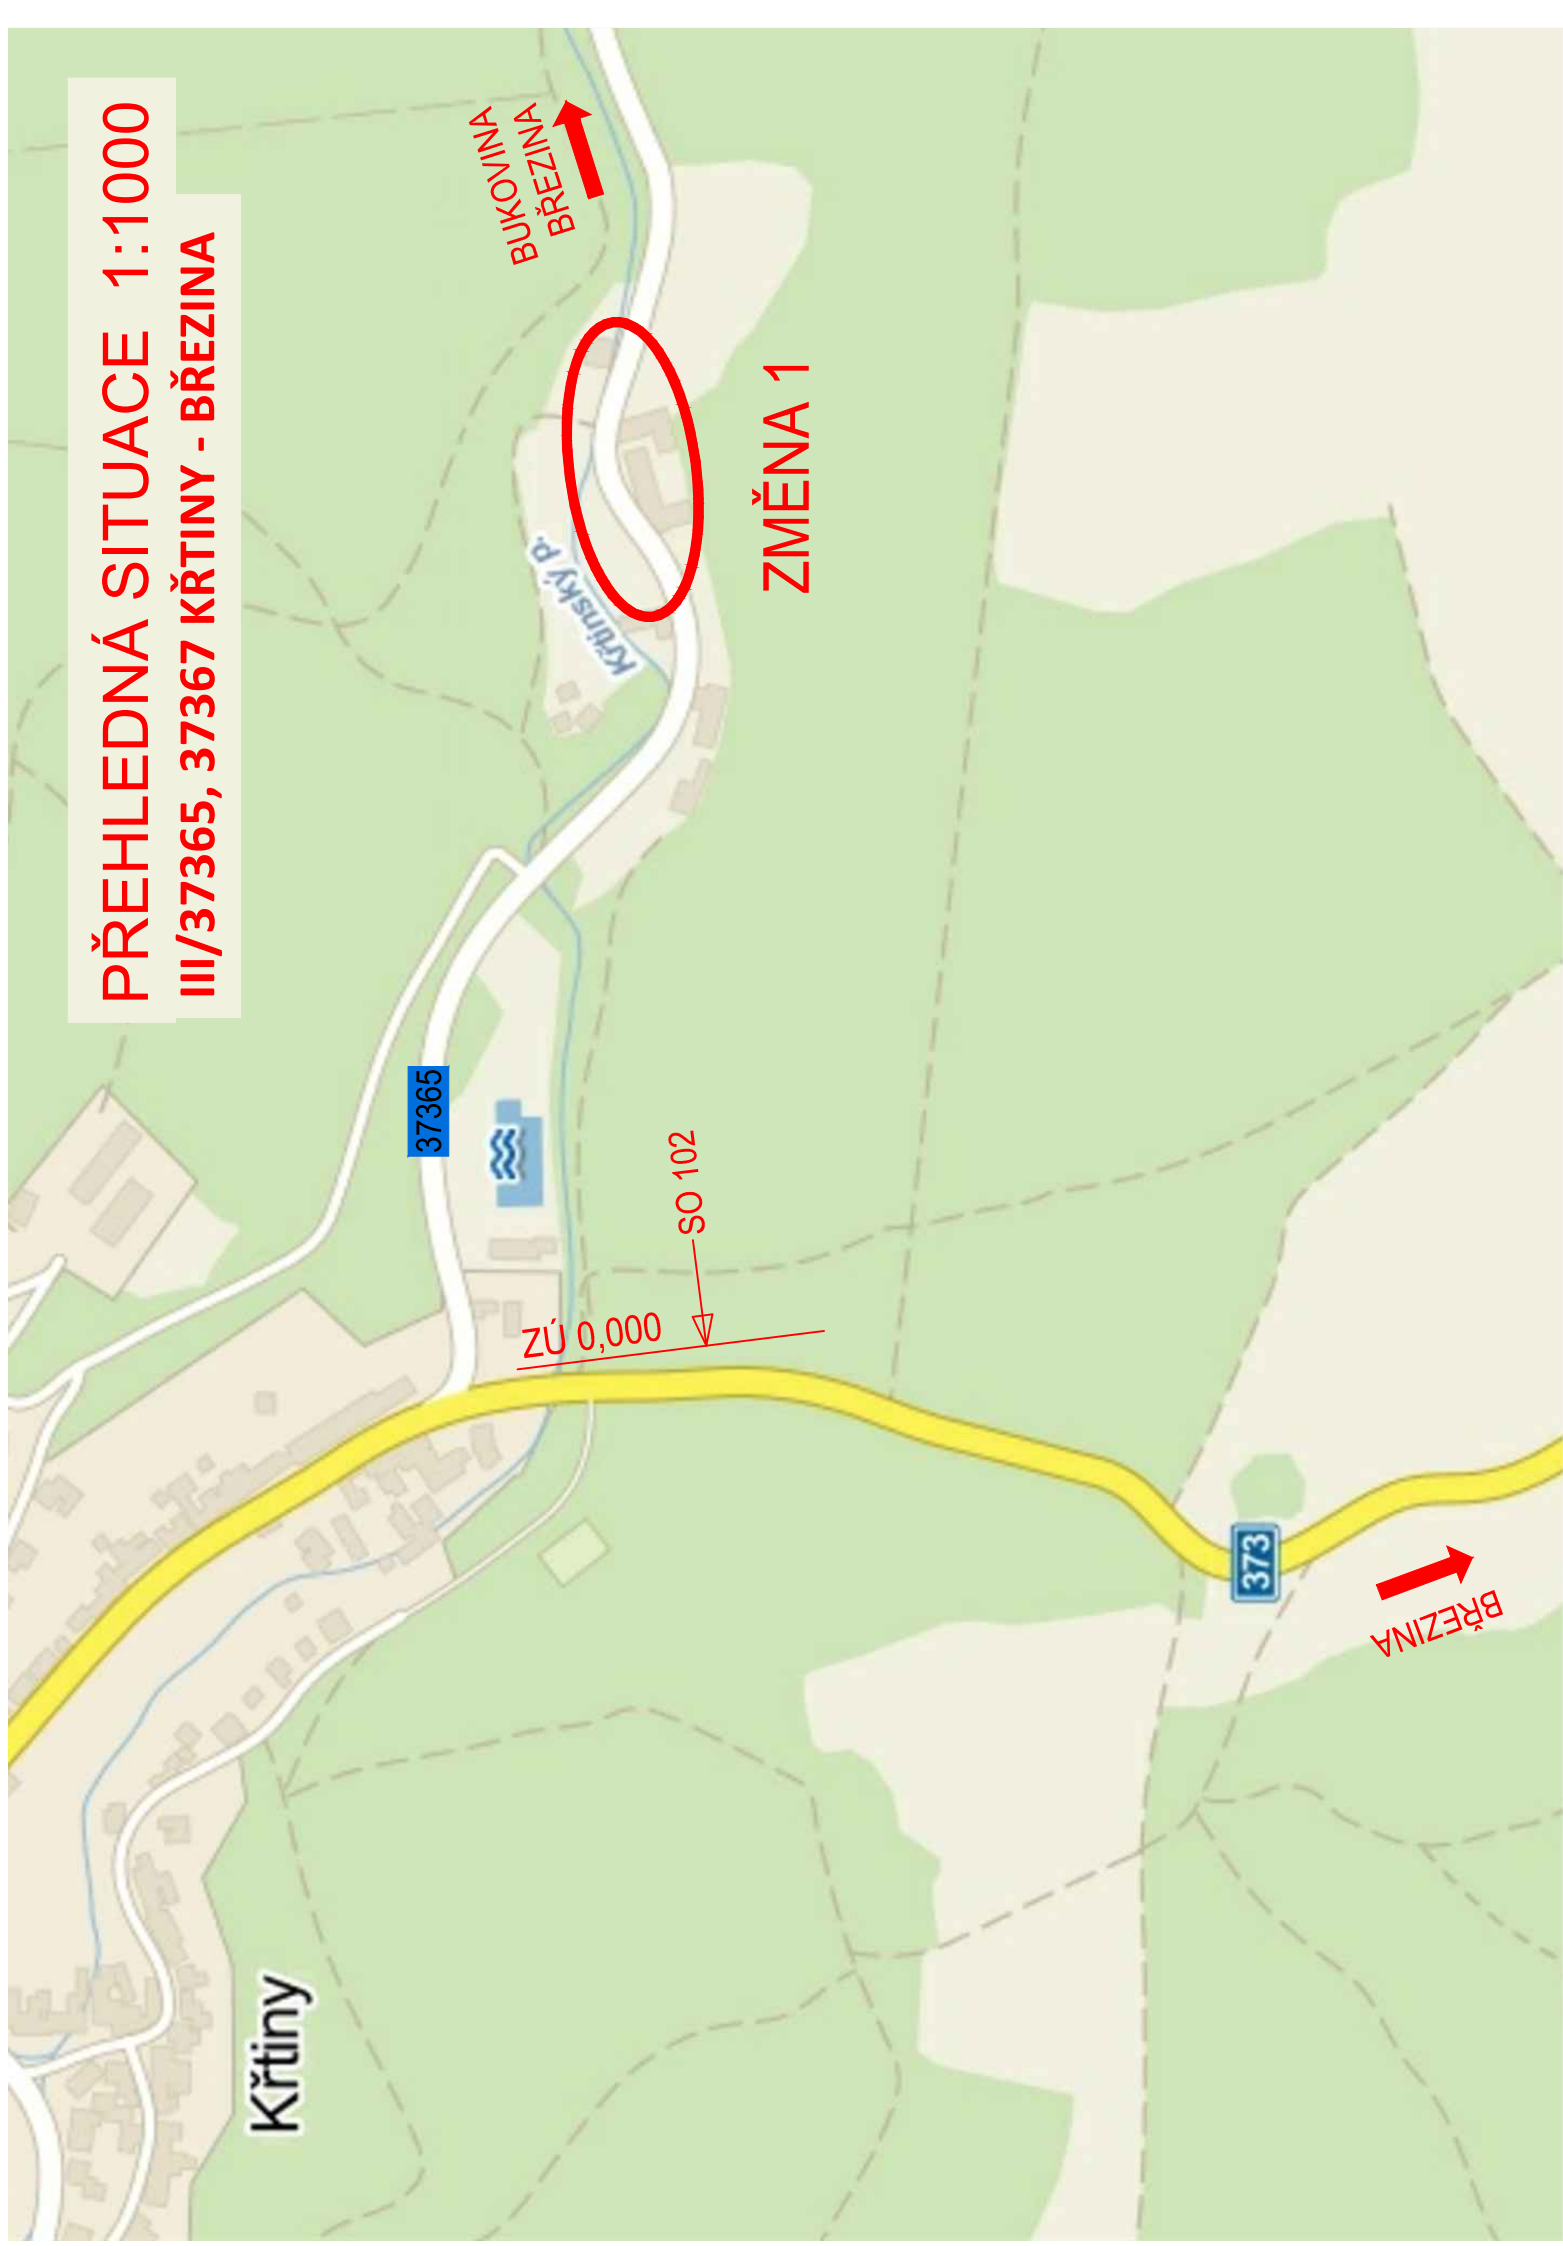 PŘEHLEDNÁ SITUACE 1:1000
III/37365, 37367 KŘTINY - BŘEZINA
BUKOVINA
BŘEZINA
Křtinský p.
ZMĚNA 1
37365
SO 102
ZÚ 0,000
373
BŘEZINA
Křtiny